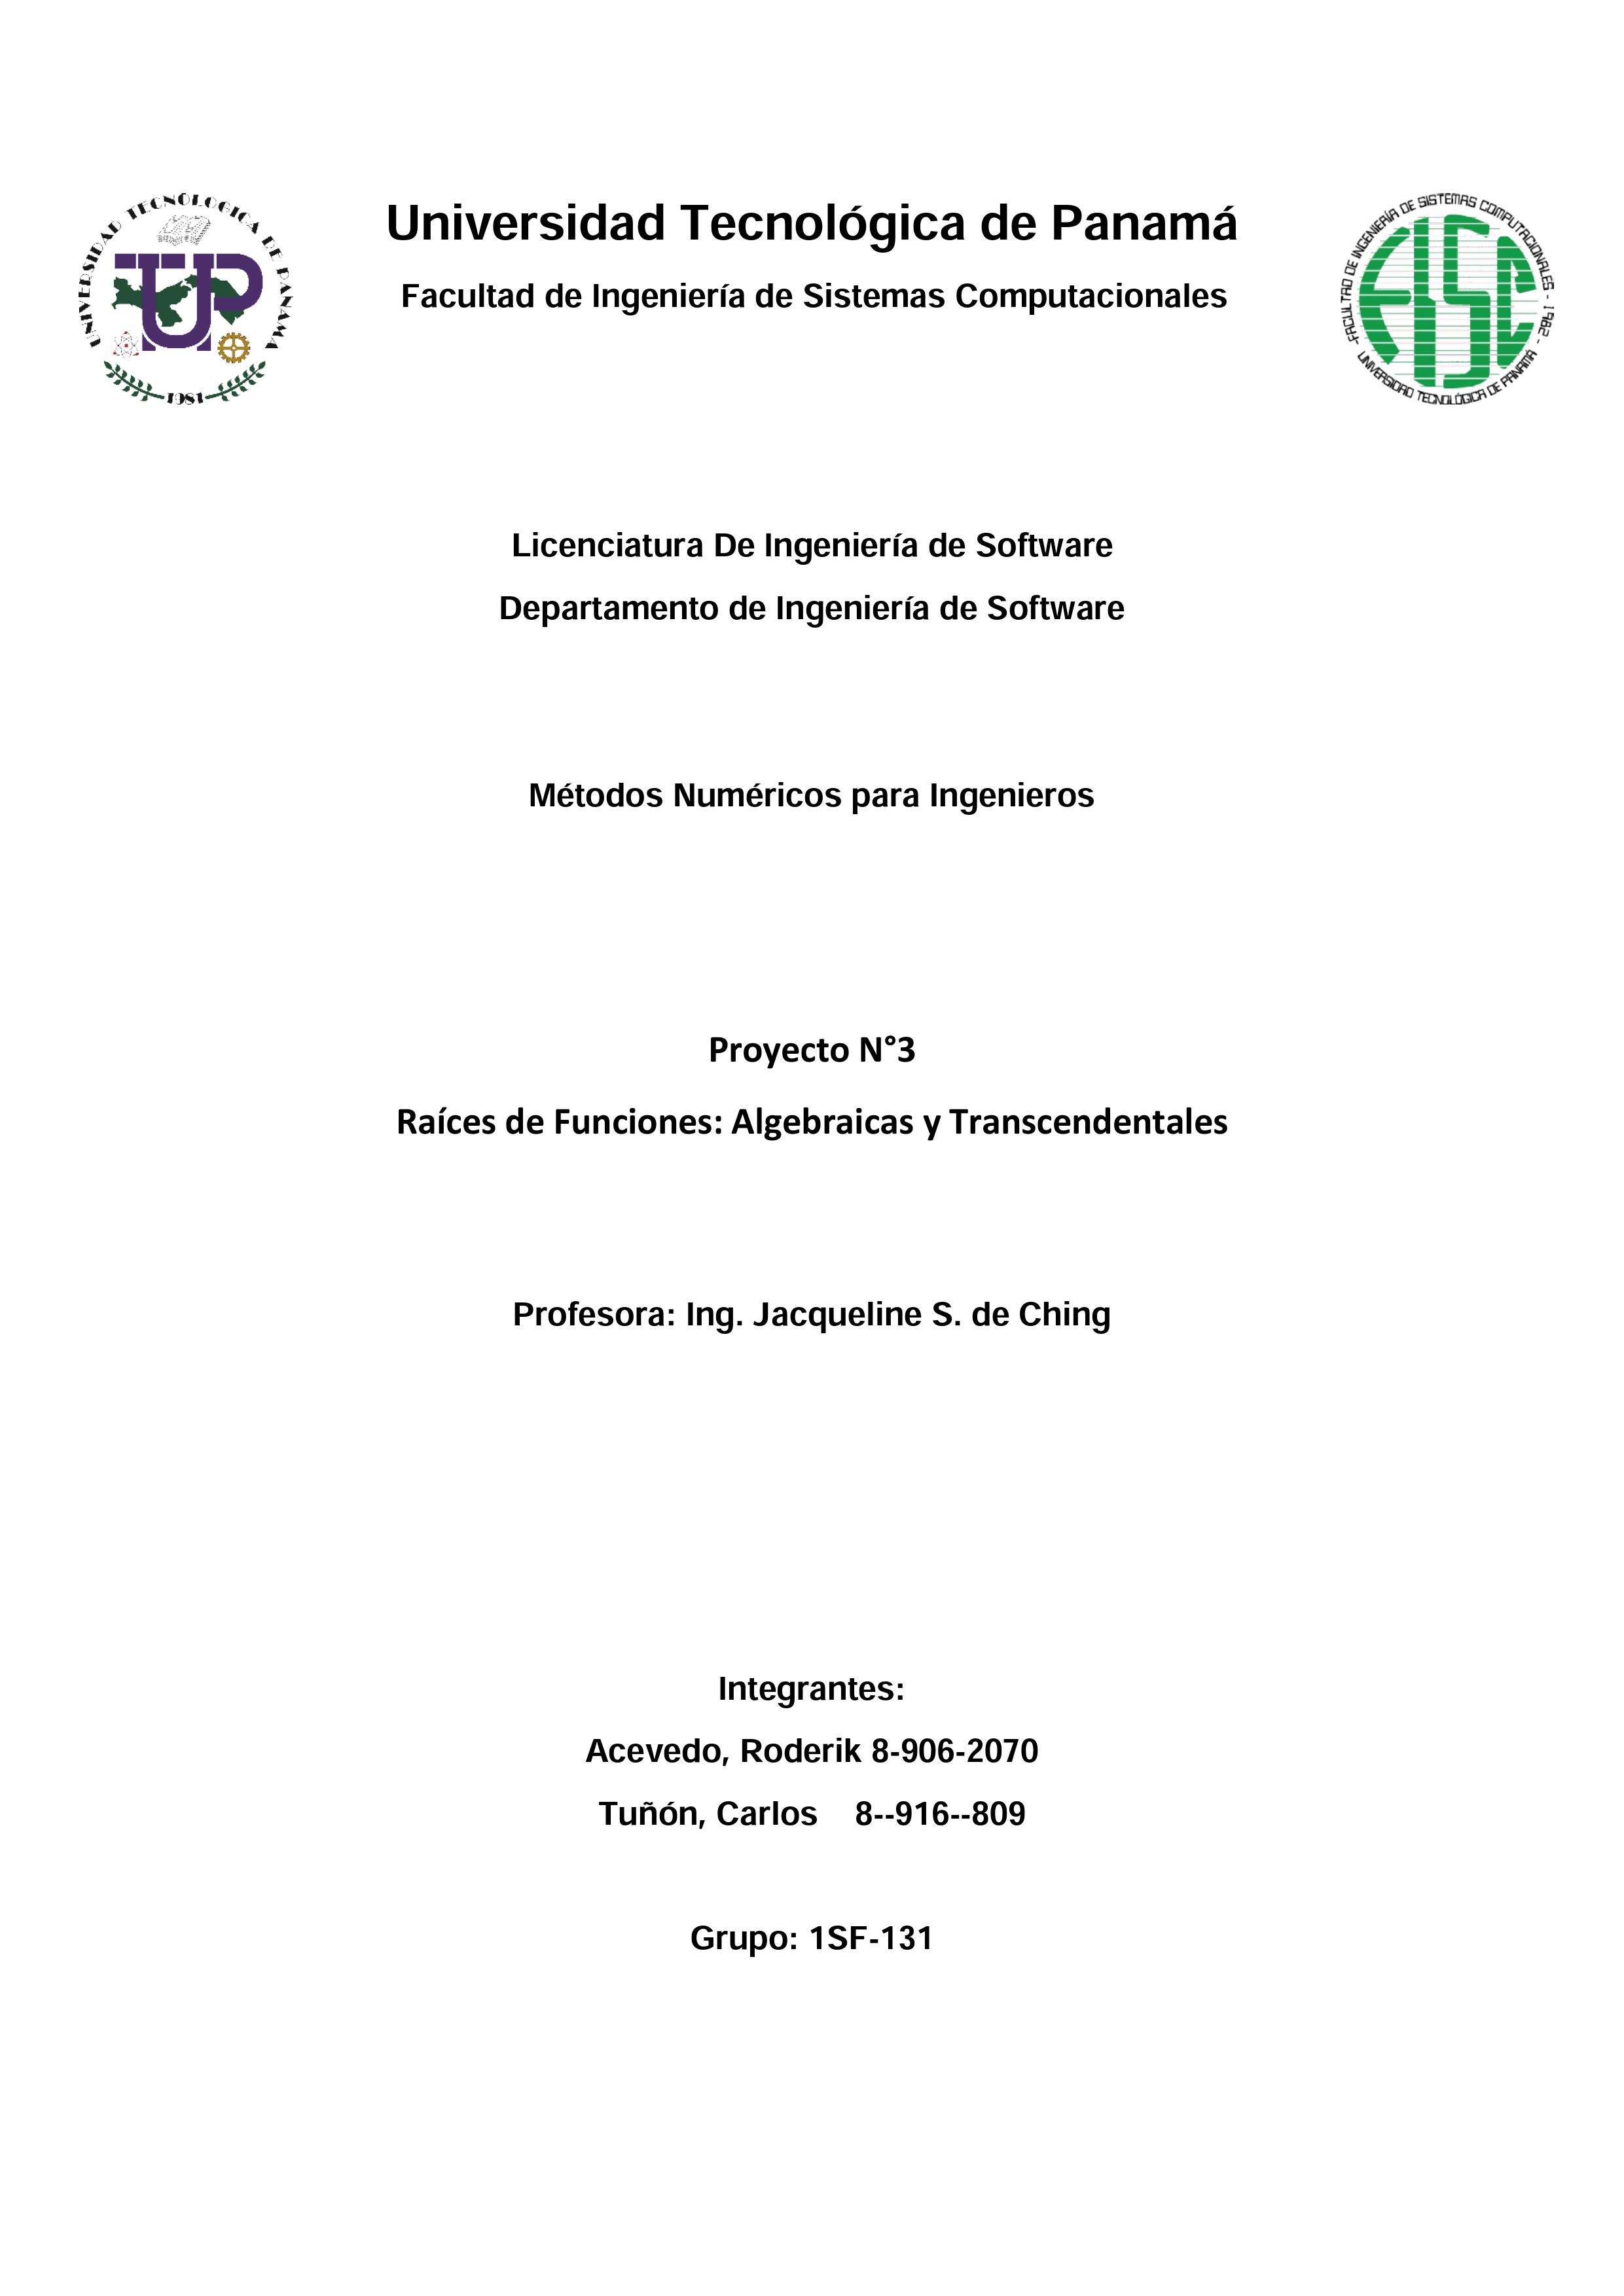 UNIVERSIDAD TECNOLOGICA DE PANAMA
1981
Universidad Tecnológica de Panamá
Facultad de Ingeniería de Sistemas Computacionales
FACULTAD DE INGENIERÍA DE SISTEMAS COMPUTACIONALES - 1982
FISC
UNIVERSIDAD TECNOLÓGICA DE PANAMÁ
Licenciatura De Ingeniería de Software
Departamento de Ingeniería de Software
Métodos Numéricos para Ingenieros
Proyecto N°3
Raíces de Funciones: Algebraicas y Transcendentales
Profesora: Ing. Jacqueline S. de Ching
Integrantes:
Acevedo, Roderik 8-906-2070
Tuñón, Carlos 8--916--809
Grupo: 1SF-131